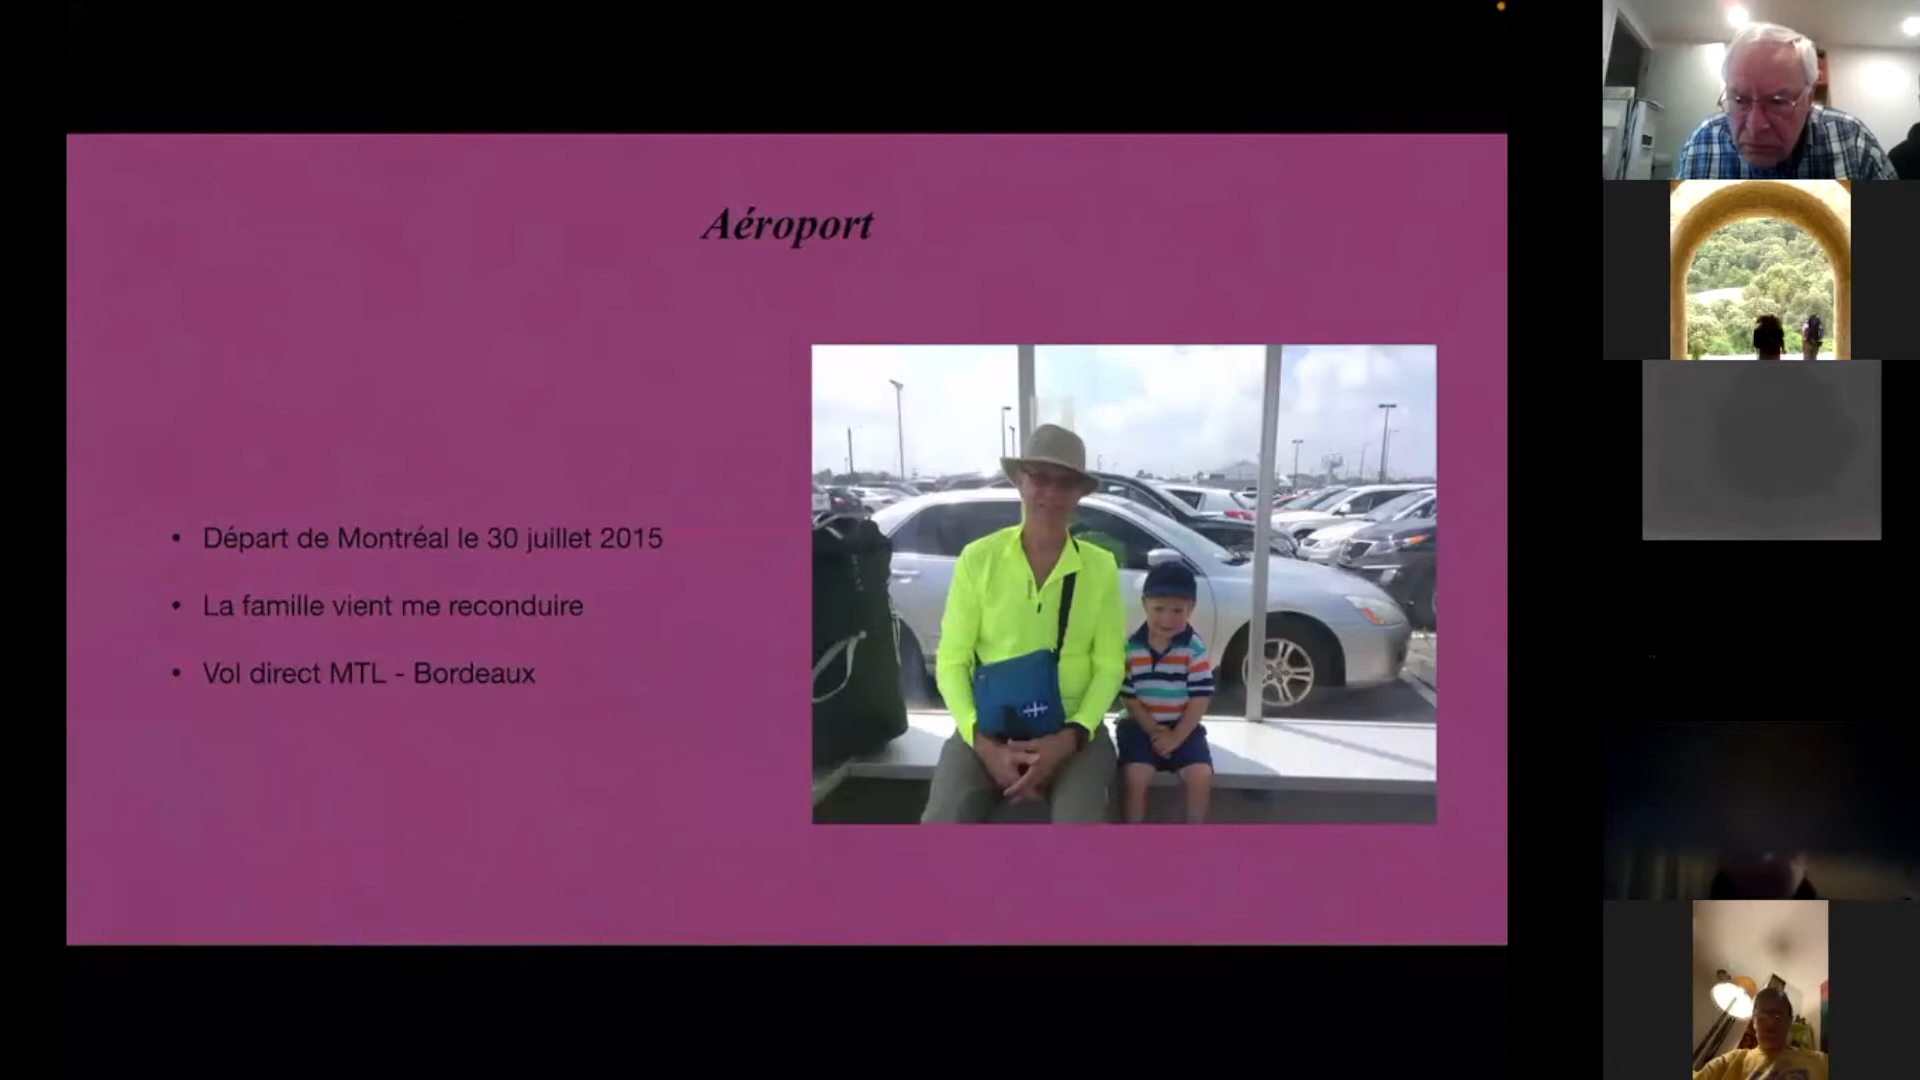 Aéroport
• Départ de Montréal le 30 juillet 2015
• La famille vient me reconduire
• Vol direct MTL - Bordeaux